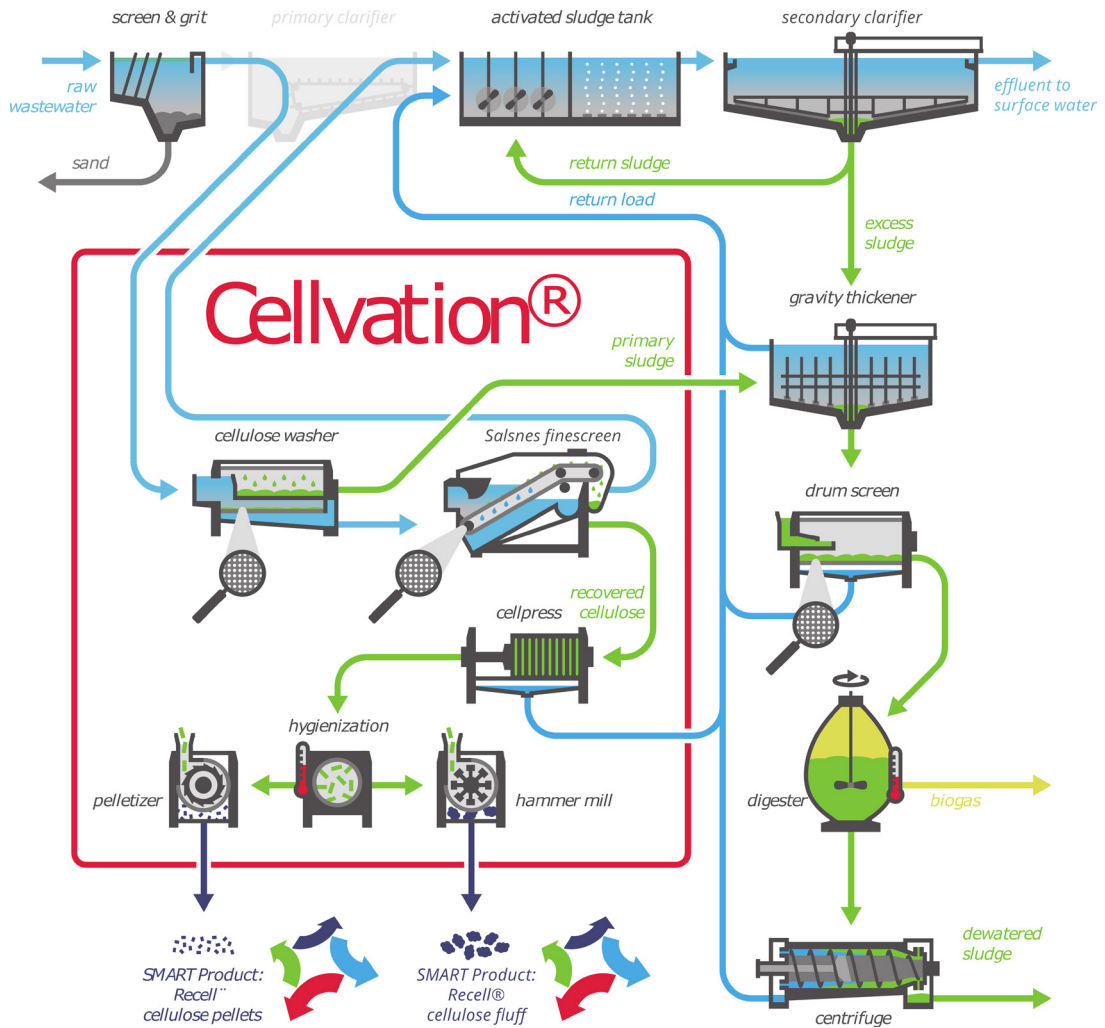 screen & grit
primary clarifier
activated sludge tank
secondary clarifier
raw
wastewater
effluent to
surface water
sand
return sludge
return load
excess
sludge
Cellvation®
gravity thickener
primary
sludge
cellulose washer
Salsnes finescreen
drum screen
recovered
cellulose
cellpress
hygienization
pelletizer
hammer mill
digester
biogas
SMART Product:
Recell¨
cellulose pellets
SMART Product:
Recell®
cellulose fluff
dewatered
sludge
centrifuge